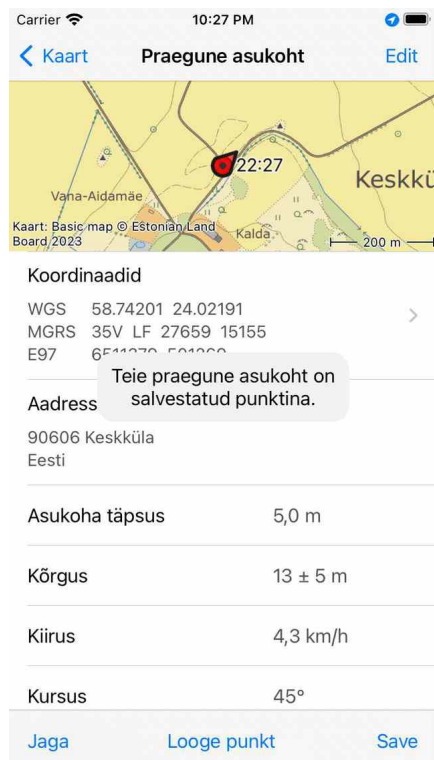 Carrier 10:27 PM
Kaart Praegune asukoht Edit
22:27
Keskkü
Vana-Aidamäe
Kaart: Basic map © Estonian Land
Board 2023
Kalda
200 m
Koordinaadid
WGS 58.74201 24.02191
MGRS 35V LF 27659 15155
E97
Teie praegune asukoht on
salvestatud punktina.
Aadress
90606 Keskküla
Eesti
Asukoha täpsus 5,0 m
Kõrgus 13 ± 5 m
Kiirus 4,3 km/h
Kursus 45°
Jaga Looge punkt Save